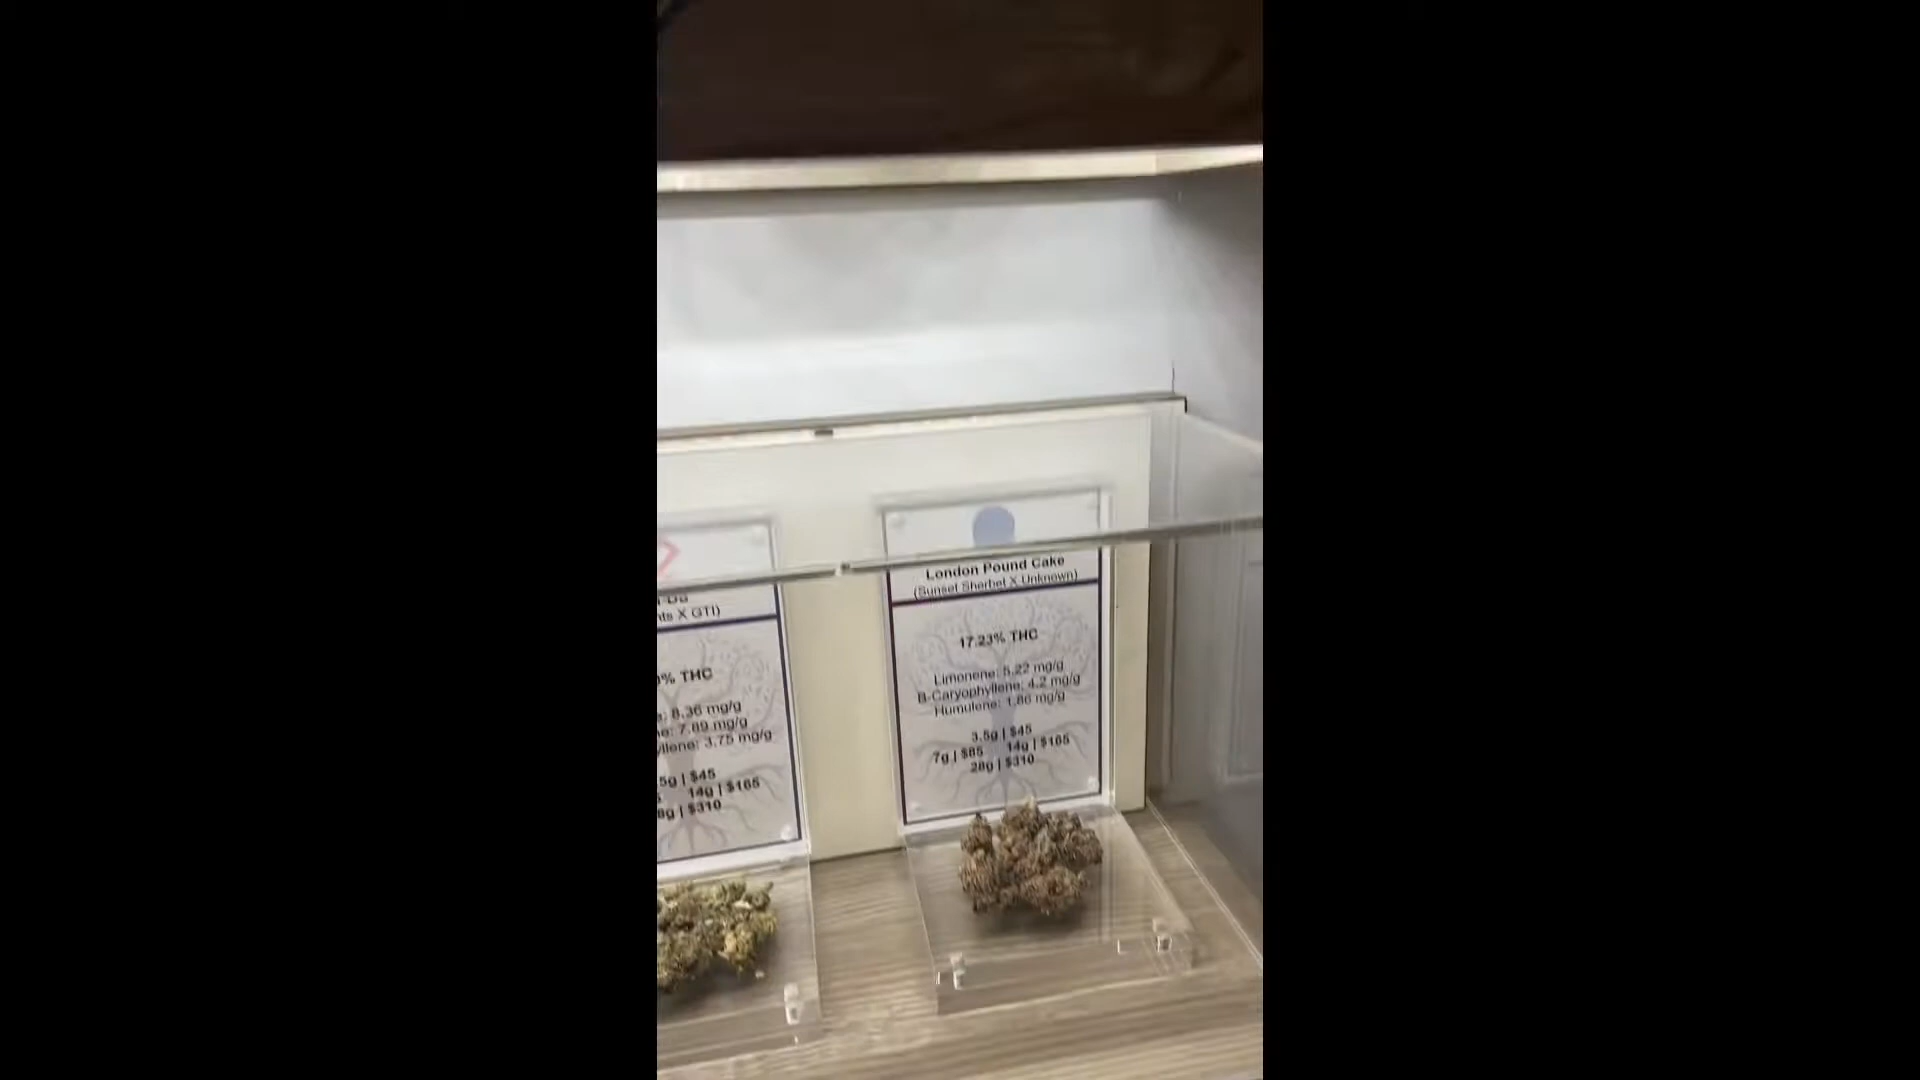 nts X GTI)
% THC
8.36 mg/g
7.89 mg/g
3.75 mg/g
5g | $45
14g | $165
8g | $310
London Pound Cake
(Sunset Sherbet X Unknown)
17.23% THC
Limonene: 5.22 mg/g
B-Caryophyllene: 4.2 mg/g
Humulene: 1.86 mg/g
3.5g | $45
7g | $85 14g | $165
28g | $310